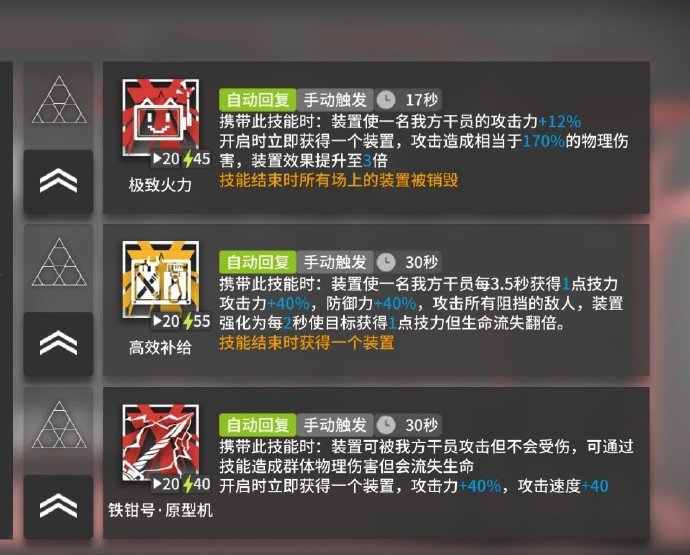 自动回复 手动触发 17秒
携带此技能时：装置使一名我方干员的攻击力+12%
开启时立即获得一个装置，攻击造成相当于170%的物理伤
害，装置效果提升至3倍
技能结束时所有场上的装置被销毁
▶20 45
极致火力
自动回复 手动触发 30秒
携带此技能时：装置使一名我方干员每3.5秒获得1点技力
攻击力+40%，防御力+40%，攻击所有阻挡的敌人，装置
强化为每2秒使目标获得1点技力但生命流失翻倍。
技能结束时获得一个装置
▶20 55
高效补给
自动回复 手动触发 30秒
携带此技能时：装置可被我方干员攻击但不会受伤，可通过
技能造成群体物理伤害但会流失生命
开启时立即获得一个装置，攻击力+40%，攻击速度+40
▶20 40
铁钳号·原型机